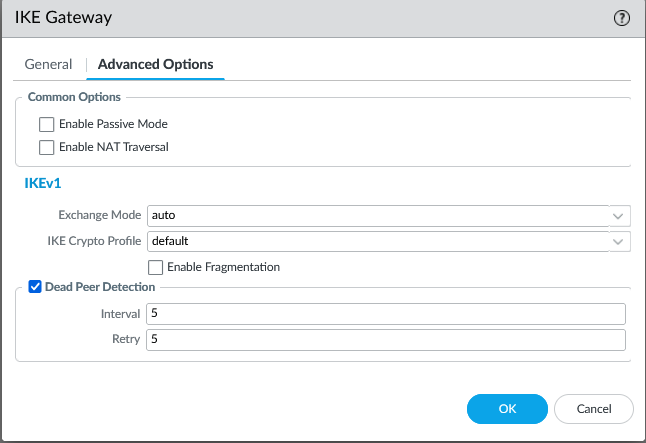 IKE Gateway
General
Advanced Options
Common Options
Enable Passive Mode
Enable NAT Traversal
IKEv1
Exchange Mode auto
IKE Crypto Profile default
Enable Fragmentation
Dead Peer Detection
Interval 5
Retry 5
OK
Cancel